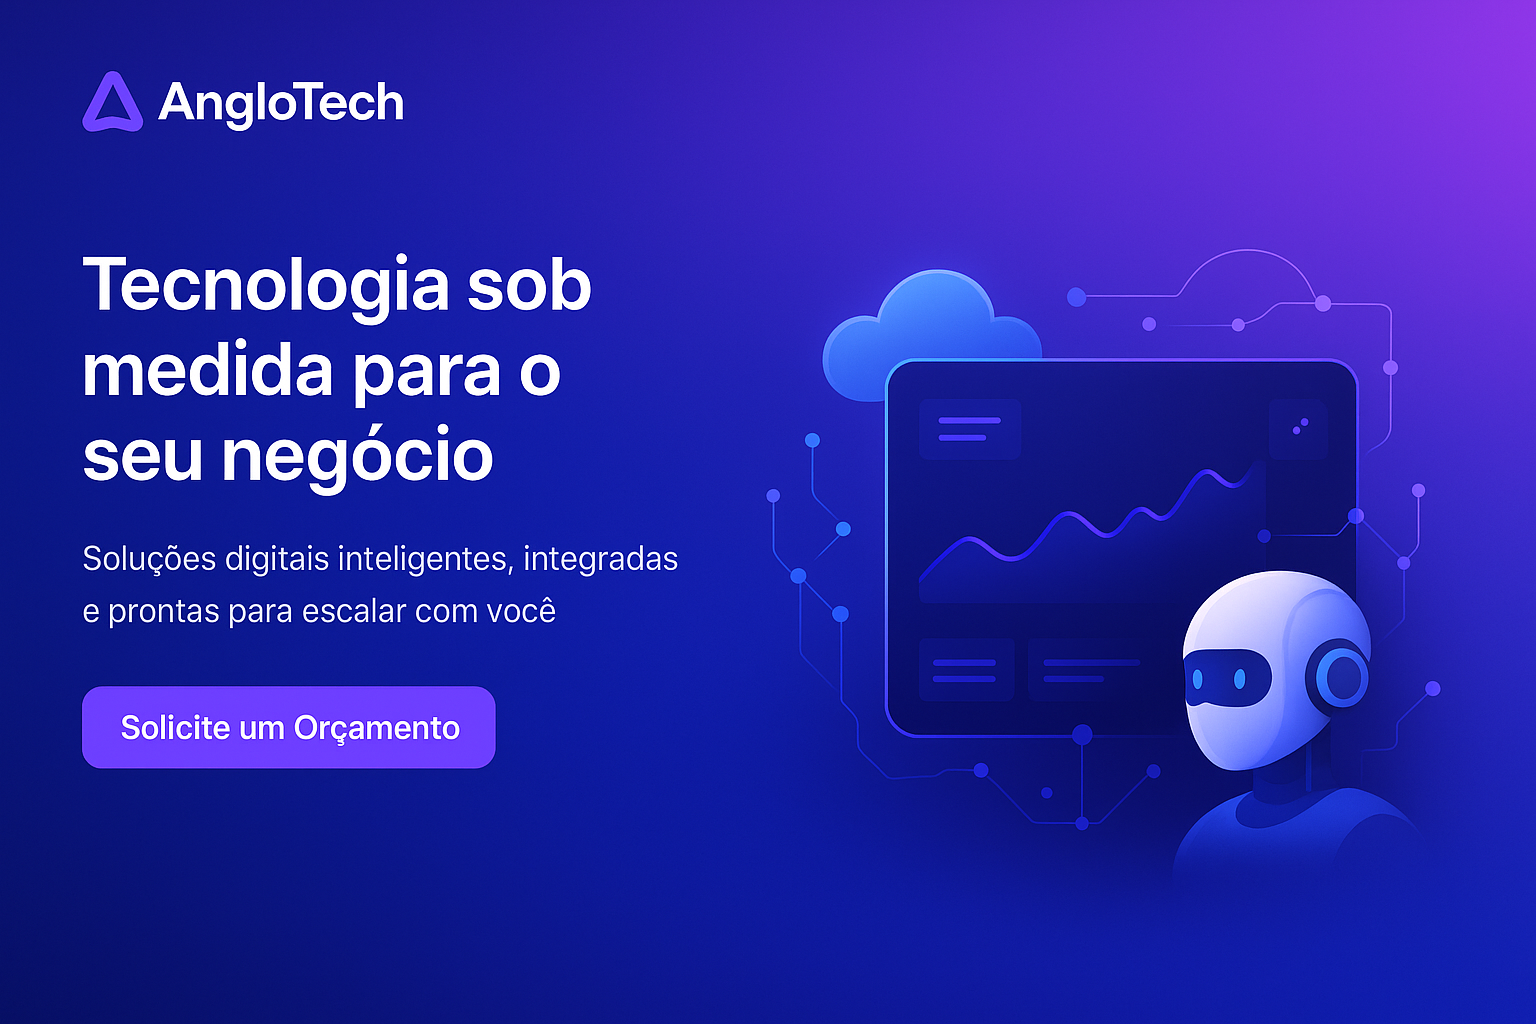 AngloTech
Tecnologia sob
medida para o
seu negócio
Soluções digitais inteligentes, integradas
e prontas para escalar com você
Solicite um Orçamento